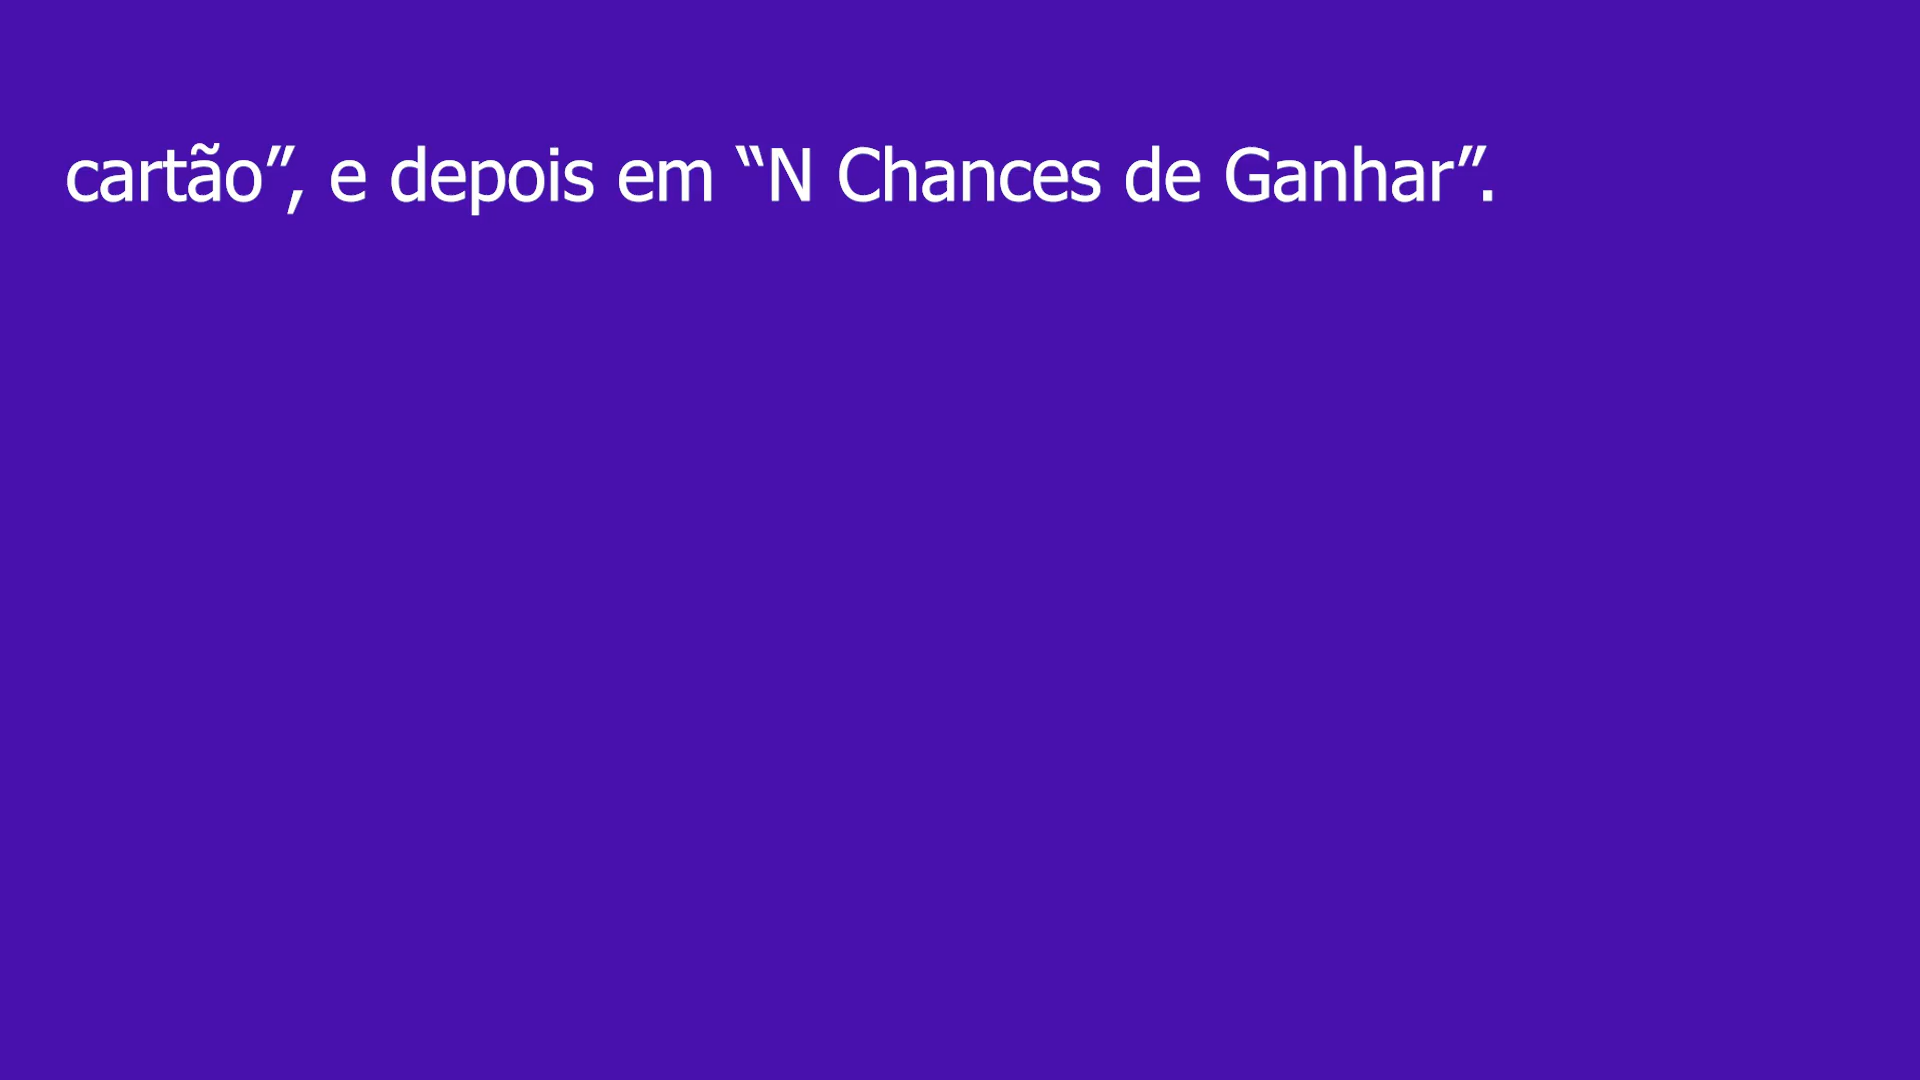 cartão”, e depois em “N Chances de Ganhar”.